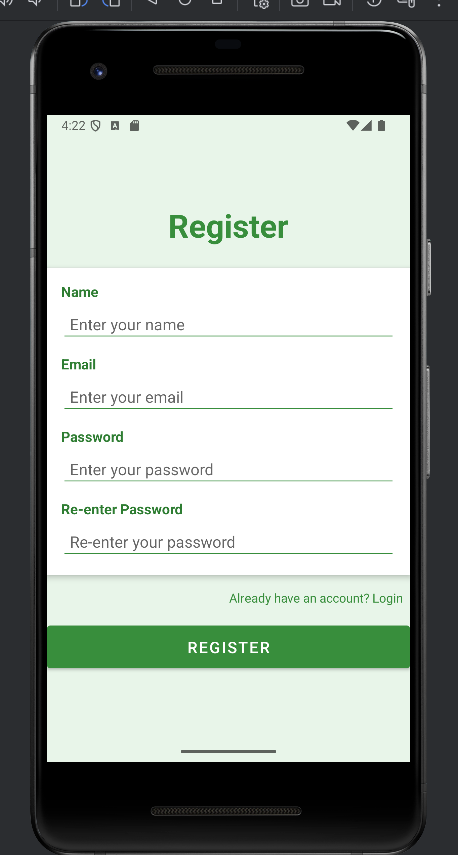 4:22
Register
Name
Enter your name
Email
Enter your email
Password
Enter your password
Re-enter Password
Re-enter your password
Already have an account? Login
REGISTER